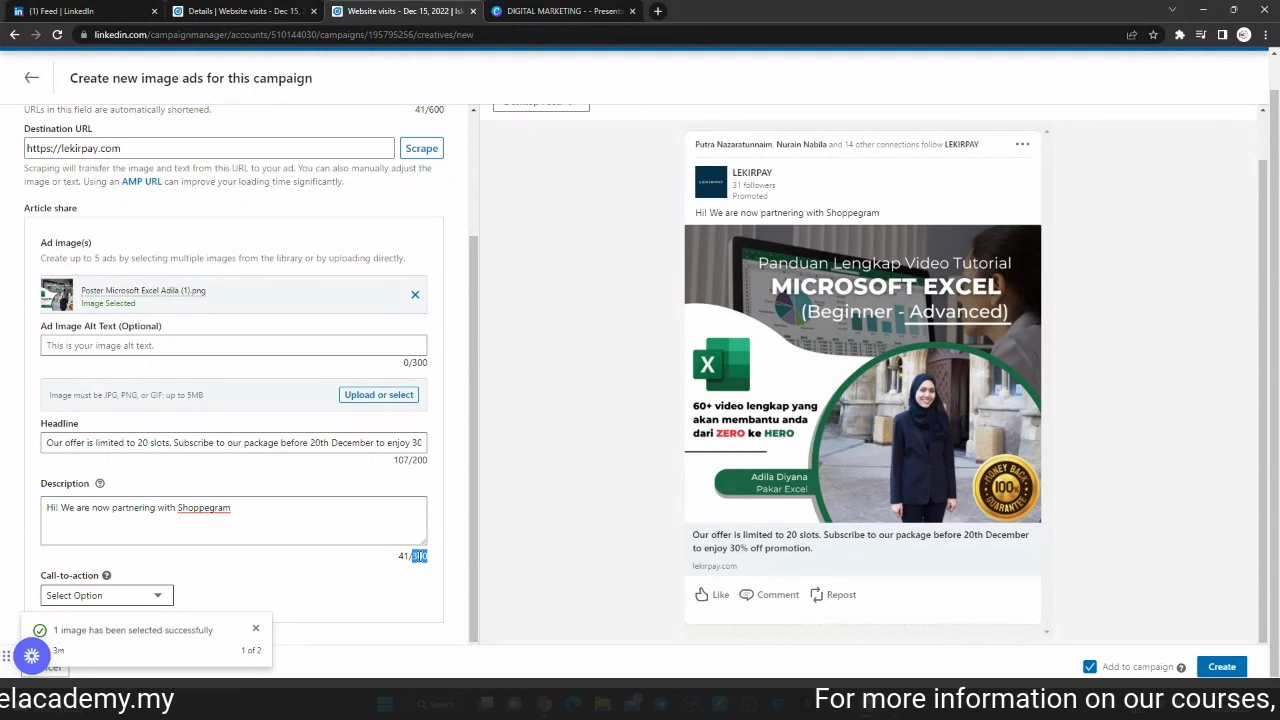 (1) Feed | LinkedIn
Details | Website visits - Dec 15,
Website visits - Dec 15, 2022 | Is
DIGITAL MARKETING - - Present
linkedin.com/campaignmanager/accounts/510144030/campaigns/195795256/creatives/new
Create new image ads for this campaign
URLs in this field are automatically shortened.
41/600
Destination URL
https://lekirpay.com
Scrape
Scraping will transfer the image and text from this URL to your ad. You can also manually adjust the
image or text. Using an AMP URL can improve your loading time significantly.
Article share
Ad image(s)
Create up to 5 ads by selecting multiple images from the library or by uploading directly.
Poster Microsoft Excel Adila (1).png
Image Selected
Ad Image Alt Text (Optional)
This is your image alt text.
0/300
Image must be JPG, PNG, or GIF; up to 5MB
Upload or select
Headline
Our offer is limited to 20 slots. Subscribe to our package before 20th December to enjoy 30
107/200
Description
Hi! We are now partnering with Shoppegram
41/300
Call-to-action
Select Option
1 image has been selected successfully
3m
1 of 2
Putra Nazaratunnaim, Nurain Nabila and 14 other connections follow LEKIRPAY
LEKIRPAY
31 followers
Promoted
Hi! We are now partnering with Shoppegram
Panduan Lengkap Video Tutorial
MICROSOFT EXCEL
(Beginner - Advanced)
X
60+ video lengkap yang
akan membantu anda
dari ZERO ke HERO
Adila Diyana
Pakar Excel
MONEY BACK
100%
GUARANTEE
Our offer is limited to 20 slots. Subscribe to our package before 20th December
to enjoy 30% off promotion.
lekirpay.com
Like
Comment
Repost
Add to campaign
Create
Search
elacademy.my
For more information on our courses,